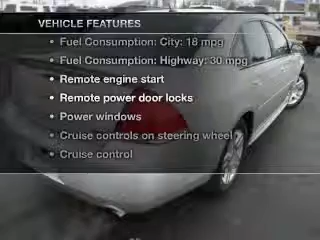 VEHICLE FEATURES
• Fuel Consumption: City: 18 mpg
• Fuel Consumption: Highway: 30 mpg
• Remote engine start
• Remote power door locks
• Power windows
• Cruise controls on steering wheel
• Cruise control